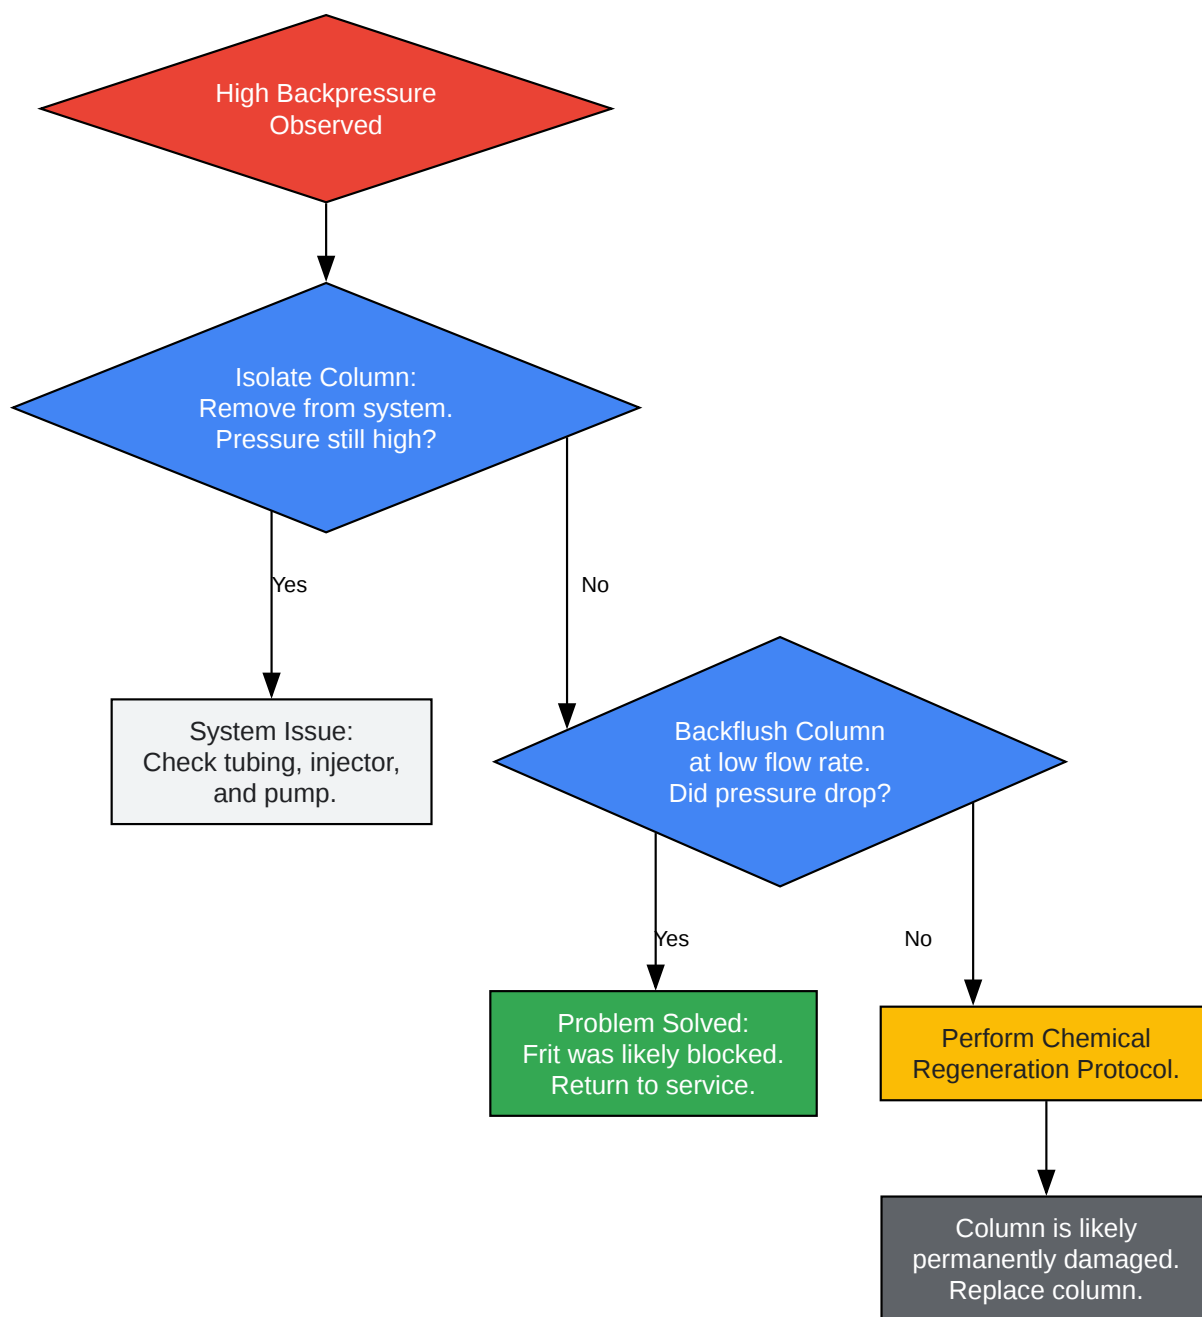 High Backpressure
Observed
Isolate Column:
Remove from system.
Pressure still high?
Yes
No
System Issue:
Check tubing, injector,
and pump.
Backflush Column
at low flow rate.
Did pressure drop?
Yes
No
Problem Solved:
Frit was likely blocked.
Return to service.
Perform Chemical
Regeneration Protocol.
Column is likely
permanently damaged.
Replace column.